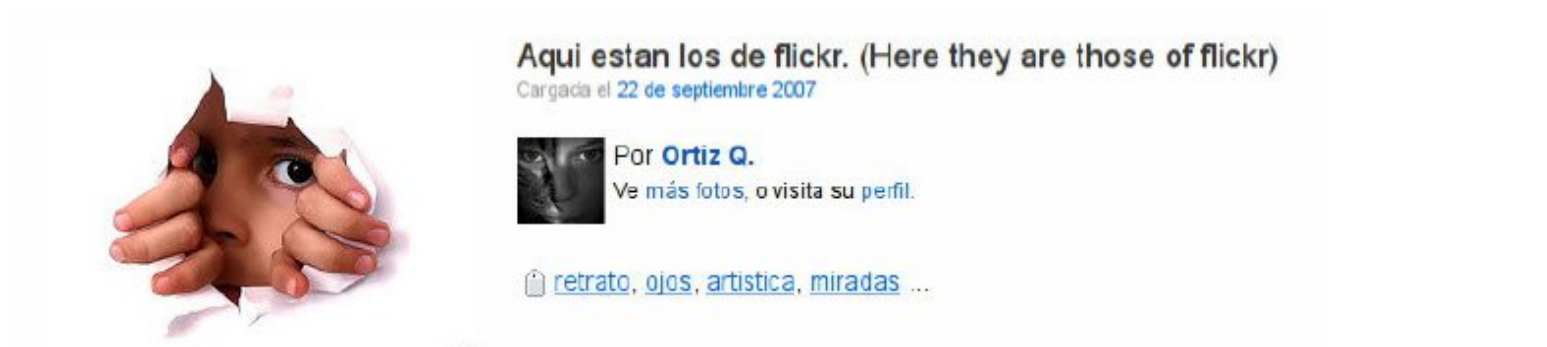 Aqui estan los de flickr. (Here they are those of flickr)
Cargada el 22 de septiembre 2007
Por Ortiz Q.
Ve más fotos, o visita su perfil.
retrato, ojos, artistica, miradas ...